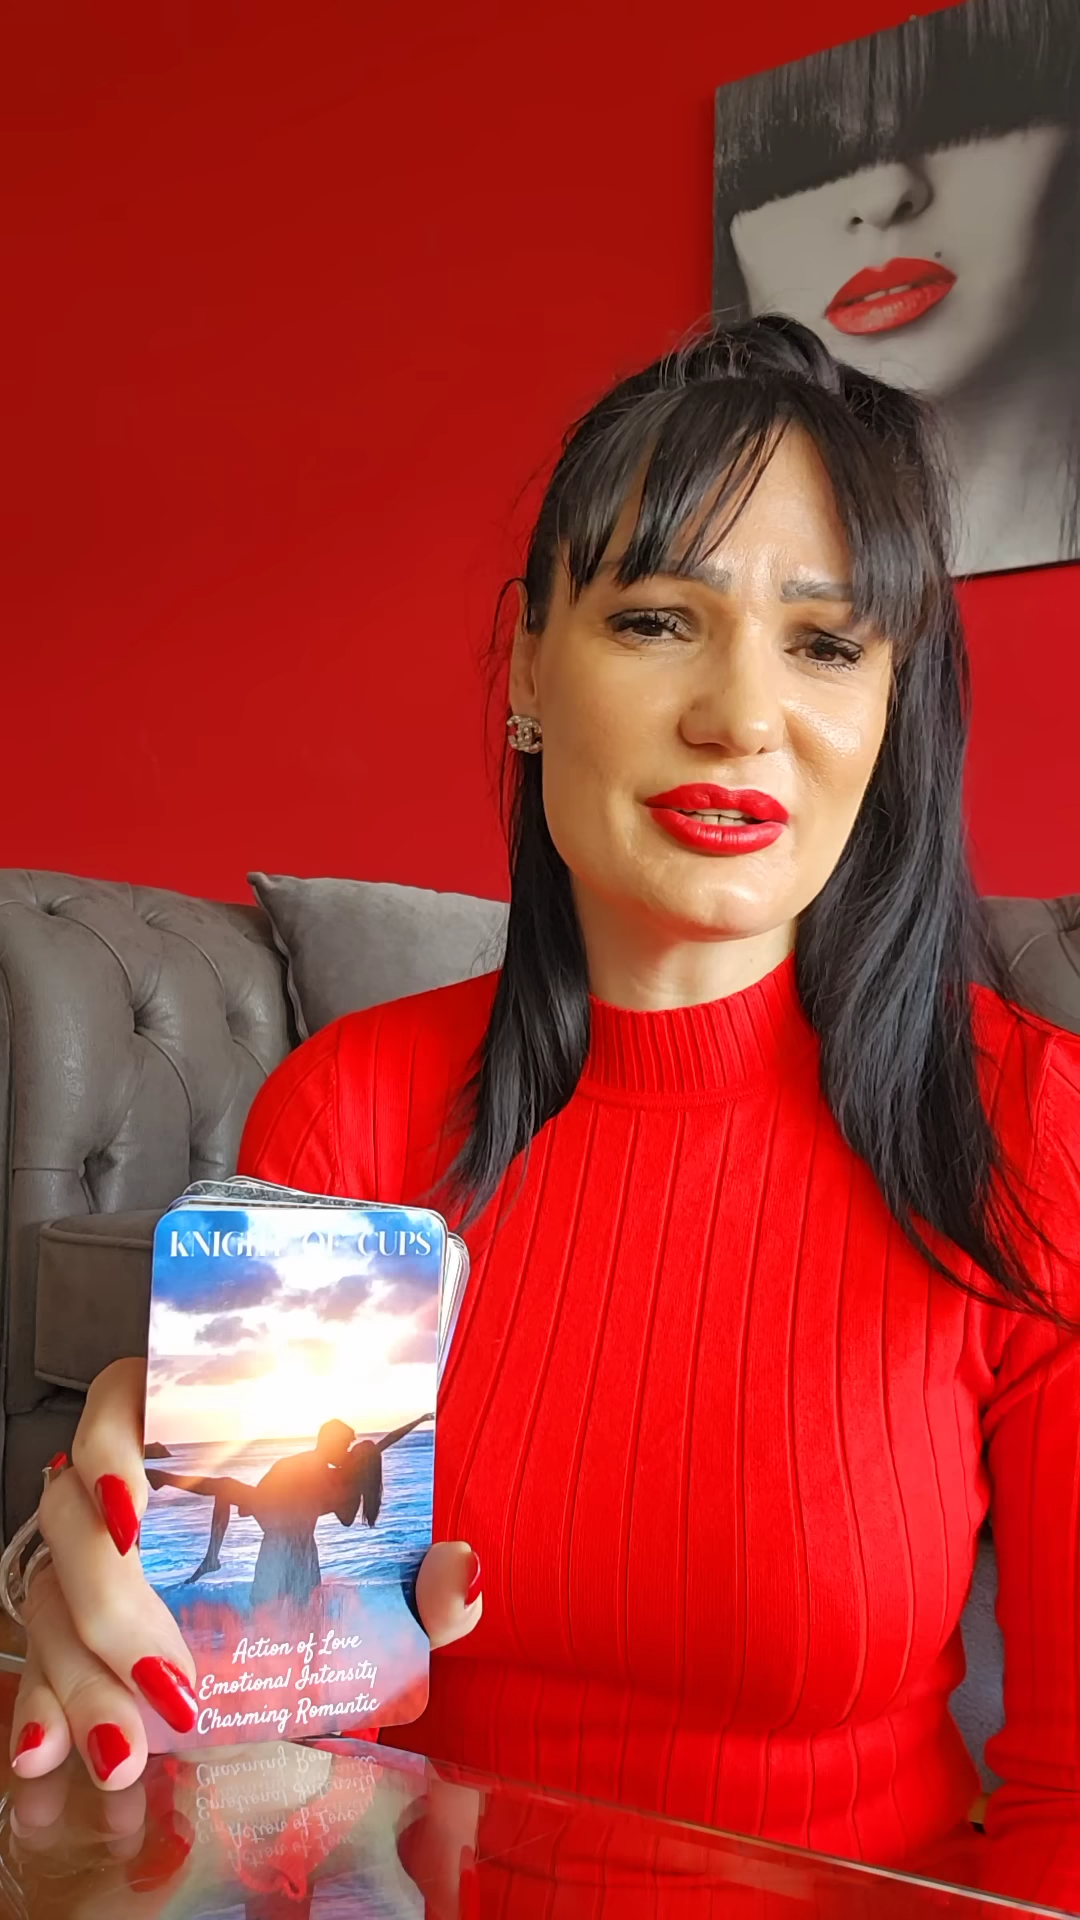 KNIGHT OF CUPS
Action of Love
Emotional Intensity
Charming Romantic